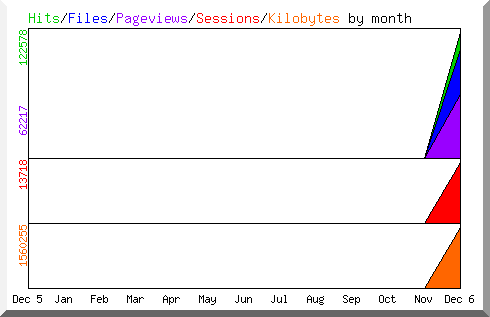 Hits/Files/Pageviews/Sessions/Kilobytes by month
122578
62217
13718
1560255
Dec 5 Jan Feb Mar Apr May Jun Jul Aug Sep Oct Nov Dec 6